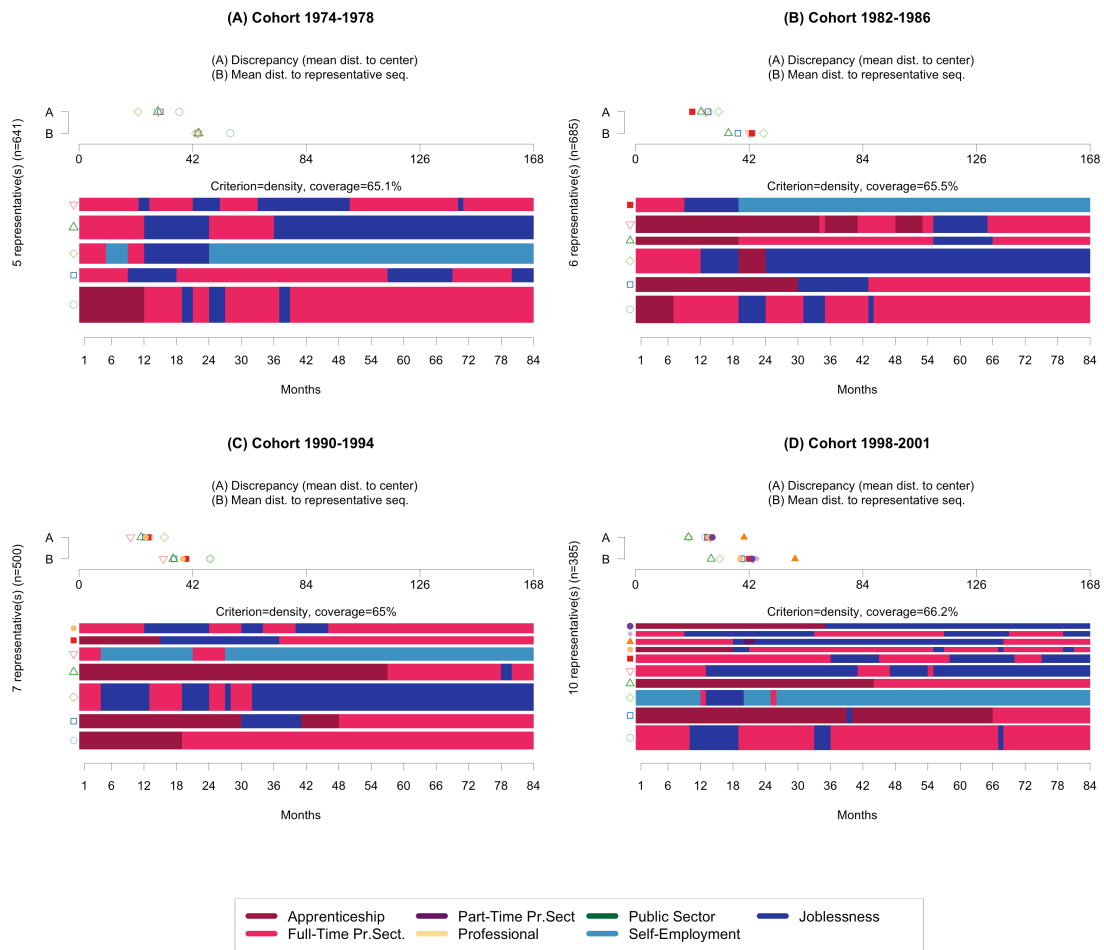 (A) Cohort 1974-1978
(A) Discrepancy (mean dist. to center)
(B) Mean dist. to representative seq.
A
B
0 42 84 126 168
Criterion=density, coverage=65.1%
5 representative(s) (n=641)
1 6 12 18 24 30 36 42 48 54 60 66 72 78 84
Months
(B) Cohort 1982-1986
(A) Discrepancy (mean dist. to center)
(B) Mean dist. to representative seq.
A
B
0 42 84 126 168
Criterion=density, coverage=65.5%
6 representative(s) (n=685)
1 6 12 18 24 30 36 42 48 54 60 66 72 78 84
Months
(C) Cohort 1990-1994
(A) Discrepancy (mean dist. to center)
(B) Mean dist. to representative seq.
A
B
0 42 84 126 168
Criterion=density, coverage=65%
7 representative(s) (n=500)
1 6 12 18 24 30 36 42 48 54 60 66 72 78 84
Months
(D) Cohort 1998-2001
(A) Discrepancy (mean dist. to center)
(B) Mean dist. to representative seq.
A
B
0 42 84 126 168
Criterion=density, coverage=66.2%
10 representative(s) (n=385)
1 6 12 18 24 30 36 42 48 54 60 66 72 78 84
Months
Apprenticeship Part-Time Pr.Sect Public Sector Joblessness
Full-Time Pr.Sect. Professional Self-Employment